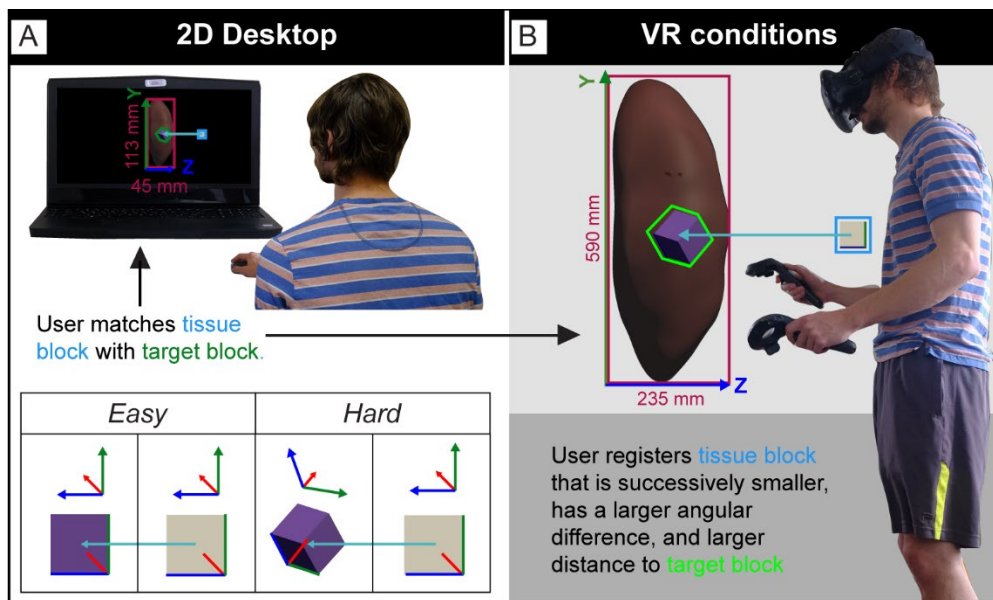 A
2D Desktop
Y
113 mm
Z
45 mm
User matches tissue
block with target block.
Easy
Hard
B
VR conditions
Y
590 mm
Z
235 mm
User registers tissue block
that is successively smaller,
has a larger angular
difference, and larger
distance to target block